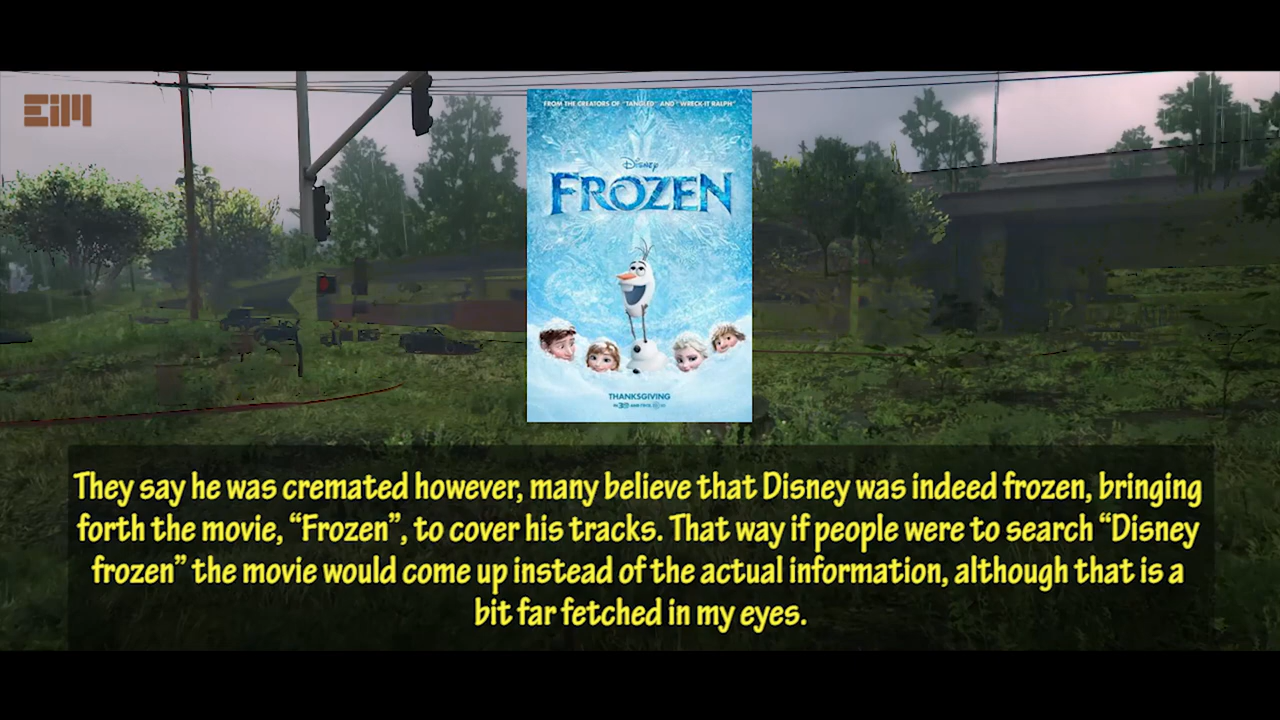 EiM
FROM THE CREATORS OF "TANGLED" AND "WRECK-IT RALPH"
Disney
FROZEN
THANKSGIVING
They say he was cremated however, many believe that Disney was indeed frozen, bringing
forth the movie, “Frozen”, to cover his tracks. That way if people were to search “Disney
frozen” the movie would come up instead of the actual information, although that is a
bit far fetched in my eyes.